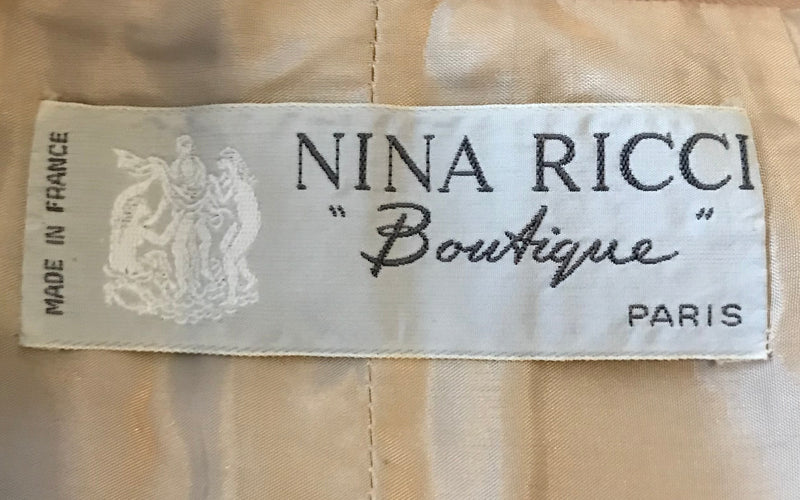 MADE IN FRANCE
NINA RICCI
"Boutique"
PARIS